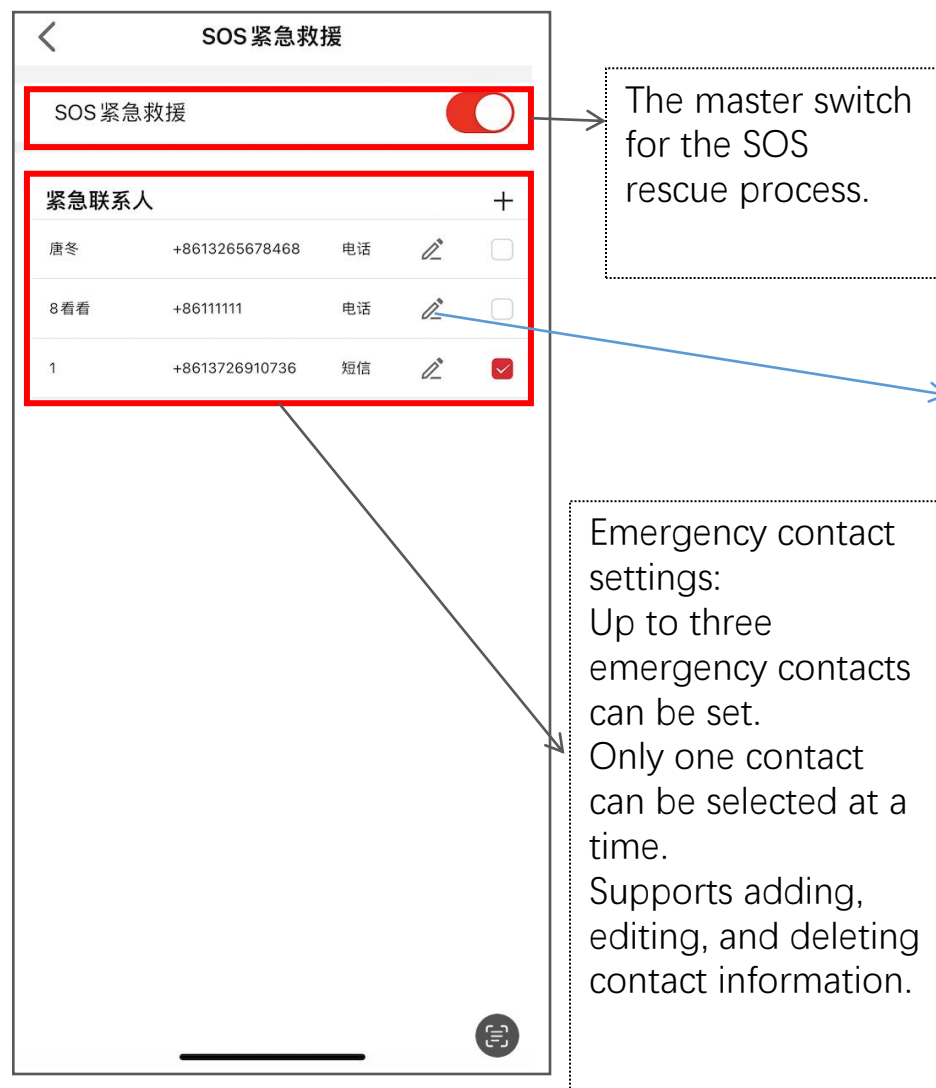 SOS紧急救援
SOS紧急救援
The master switch
for the SOS
rescue process.
紧急联系人
唐冬 +8613265678468 电话
8看看 +86111111 电话
1 +8613726910736 短信
Emergency contact
settings:
Up to three
emergency contacts
can be set.
Only one contact
can be selected at a
time.
Supports adding,
editing, and deleting
contact information.